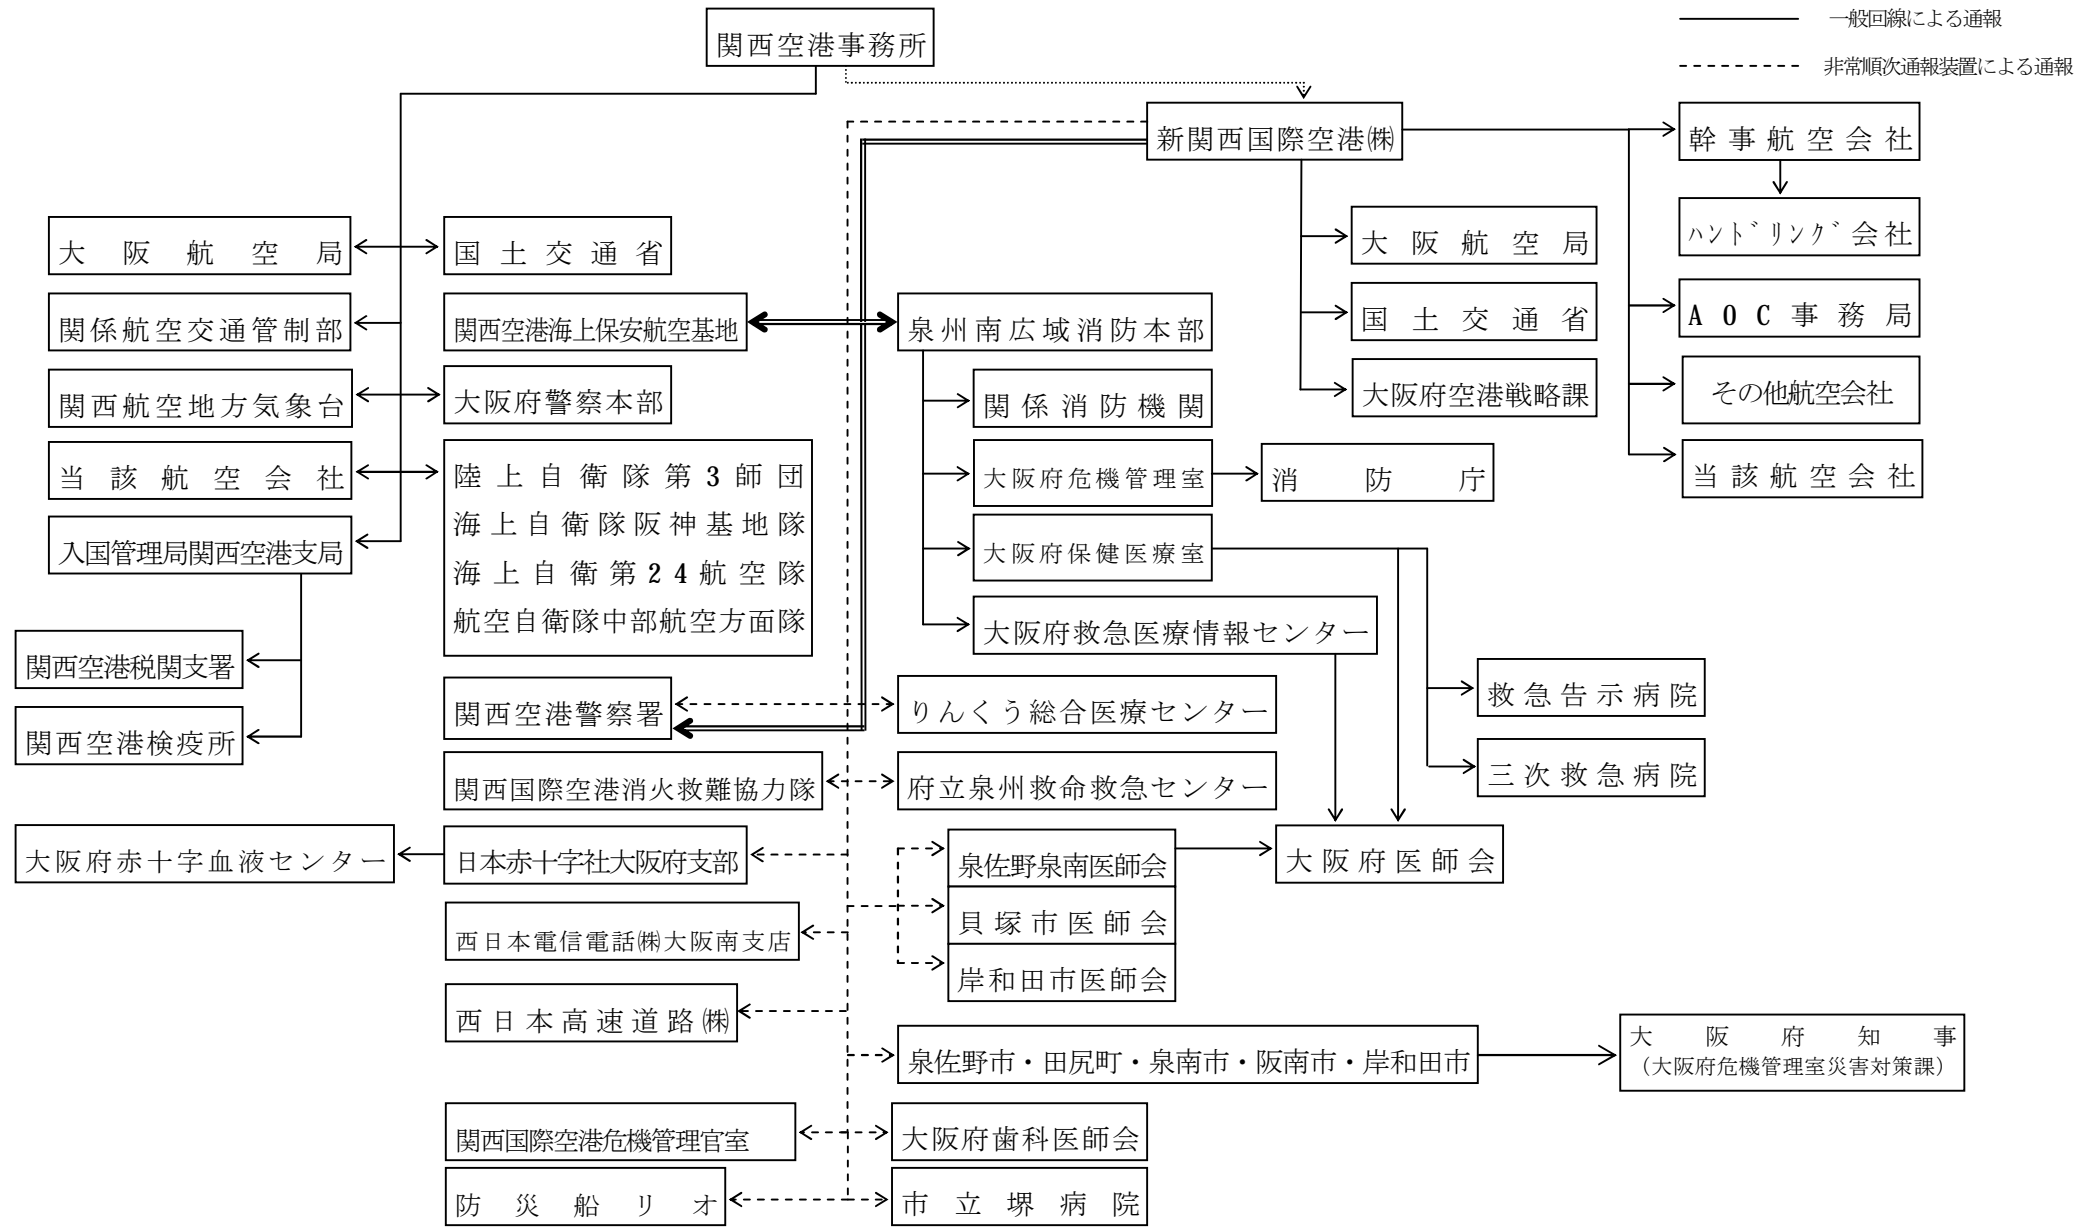 一般回線による通報
関西空港事務所
非常順次通報装置による通報
新関西国際空港㈱
幹事航空会社
ﾊﾝﾄﾞﾘﾝｸﾞ会社
大阪航空局
国土交通省
大阪航空局
関係航空交通管制部
関西空港海上保安航空基地
泉州南広域消防本部
国土交通省
AOC事務局
関西航空地方気象台
大阪府警察本部
関係消防機関
大阪府空港戦略課
その他航空会社
当該航空会社
陸上自衛隊第3師団
海上自衛隊阪神基地隊
海上自衛第24航空隊
航空自衛隊中部航空方面隊
大阪府危機管理室
消防庁
当該航空会社
入国管理局関西空港支局
大阪府保健医療室
大阪府救急医療情報センター
関西空港税関支署
救急告示病院
関西空港警察署
りんくう総合医療センター
関西空港検疫所
三次救急病院
関西国際空港消火救難協力隊
府立泉州救命救急センター
大阪府赤十字血液センター
日本赤十字社大阪府支部
泉佐野泉南医師会
大阪府医師会
貝塚市医師会
西日本電信電話㈱大阪南支店
岸和田市医師会
西日本高速道路㈱
泉佐野市・田尻町・泉南市・阪南市・岸和田市
大阪府知事
（大阪府危機管理室災害対策課）
関西国際空港危機管理官室
大阪府歯科医師会
防災船リオ
市立堺病院